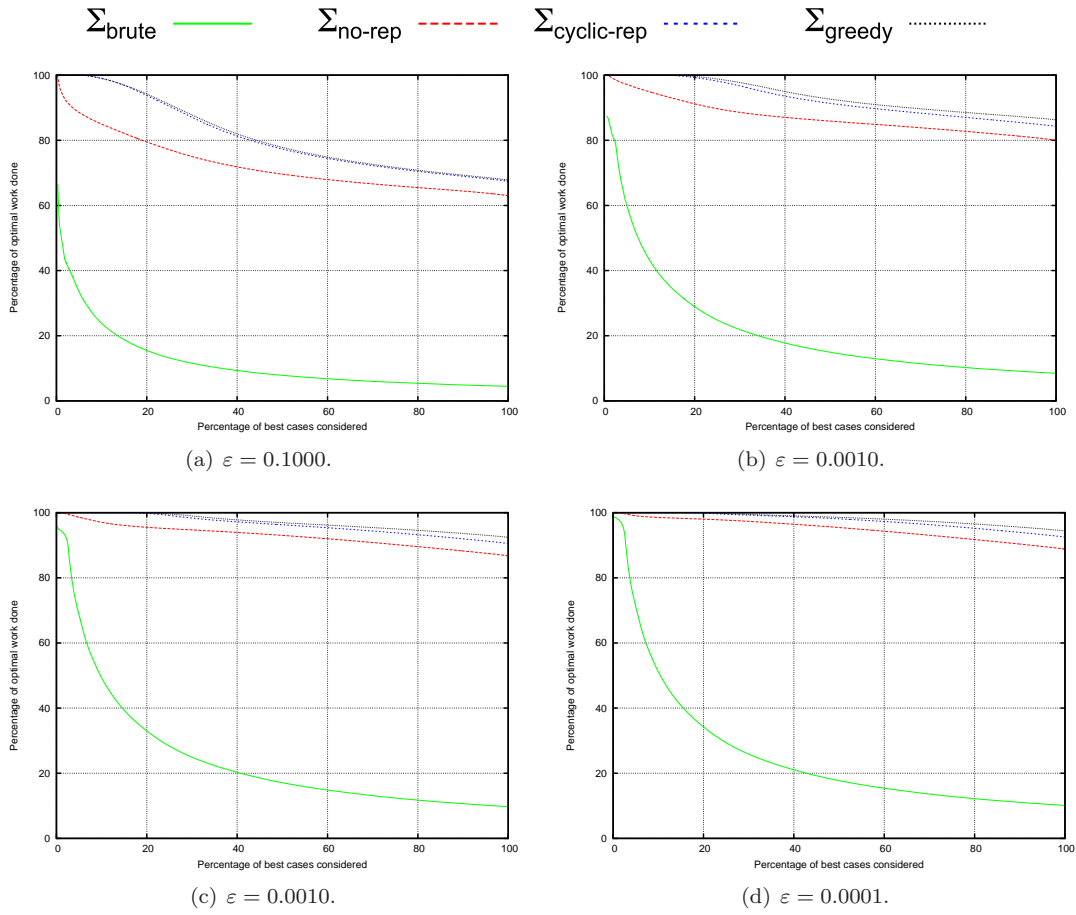 Σbrute Σno-rep Σcyclic-rep Σgreedy
100
80
60
40
20
0
0 20 40 60 80 100
Percentage of optimal work done
Percentage of best cases considered
(a) ε = 0.1000.
100
80
60
40
20
0
0 20 40 60 80 100
Percentage of optimal work done
Percentage of best cases considered
(b) ε = 0.0010.
100
80
60
40
20
0
0 20 40 60 80 100
Percentage of optimal work done
Percentage of best cases considered
(c) ε = 0.0010.
100
80
60
40
20
0
0 20 40 60 80 100
Percentage of optimal work done
Percentage of best cases considered
(d) ε = 0.0001.